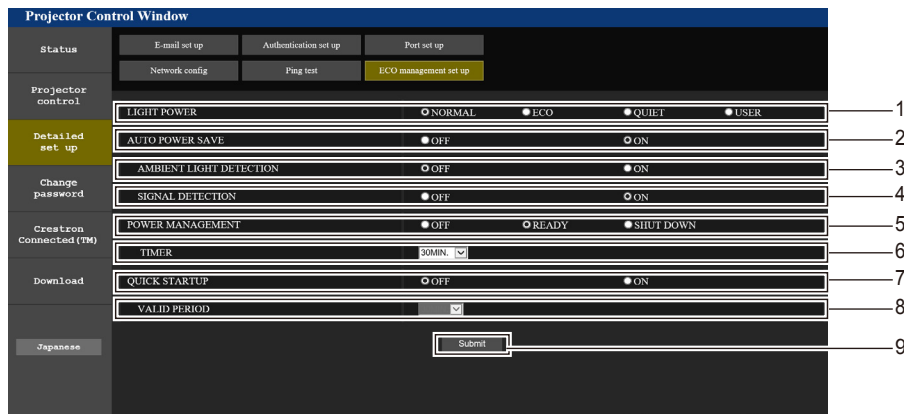 Projector Control Window
Status
E-mail set up Authentication set up Port set up
Network config Ping test ECO management set up
Projector
control
LIGHT POWER NORMAL ECO QUIET USER 1
Detailed
set up
AUTO POWER SAVE OFF ON 2
AMBIENT LIGHT DETECTION OFF ON 3
Change
password
SIGNAL DETECTION OFF ON 4
Crestron
Connected(TM)
POWER MANAGEMENT OFF READY SHUT DOWN 5
TIMER 30MIN. 6
Download
QUICK STARTUP OFF ON 7
VALID PERIOD 8
Japanese
Submit 9